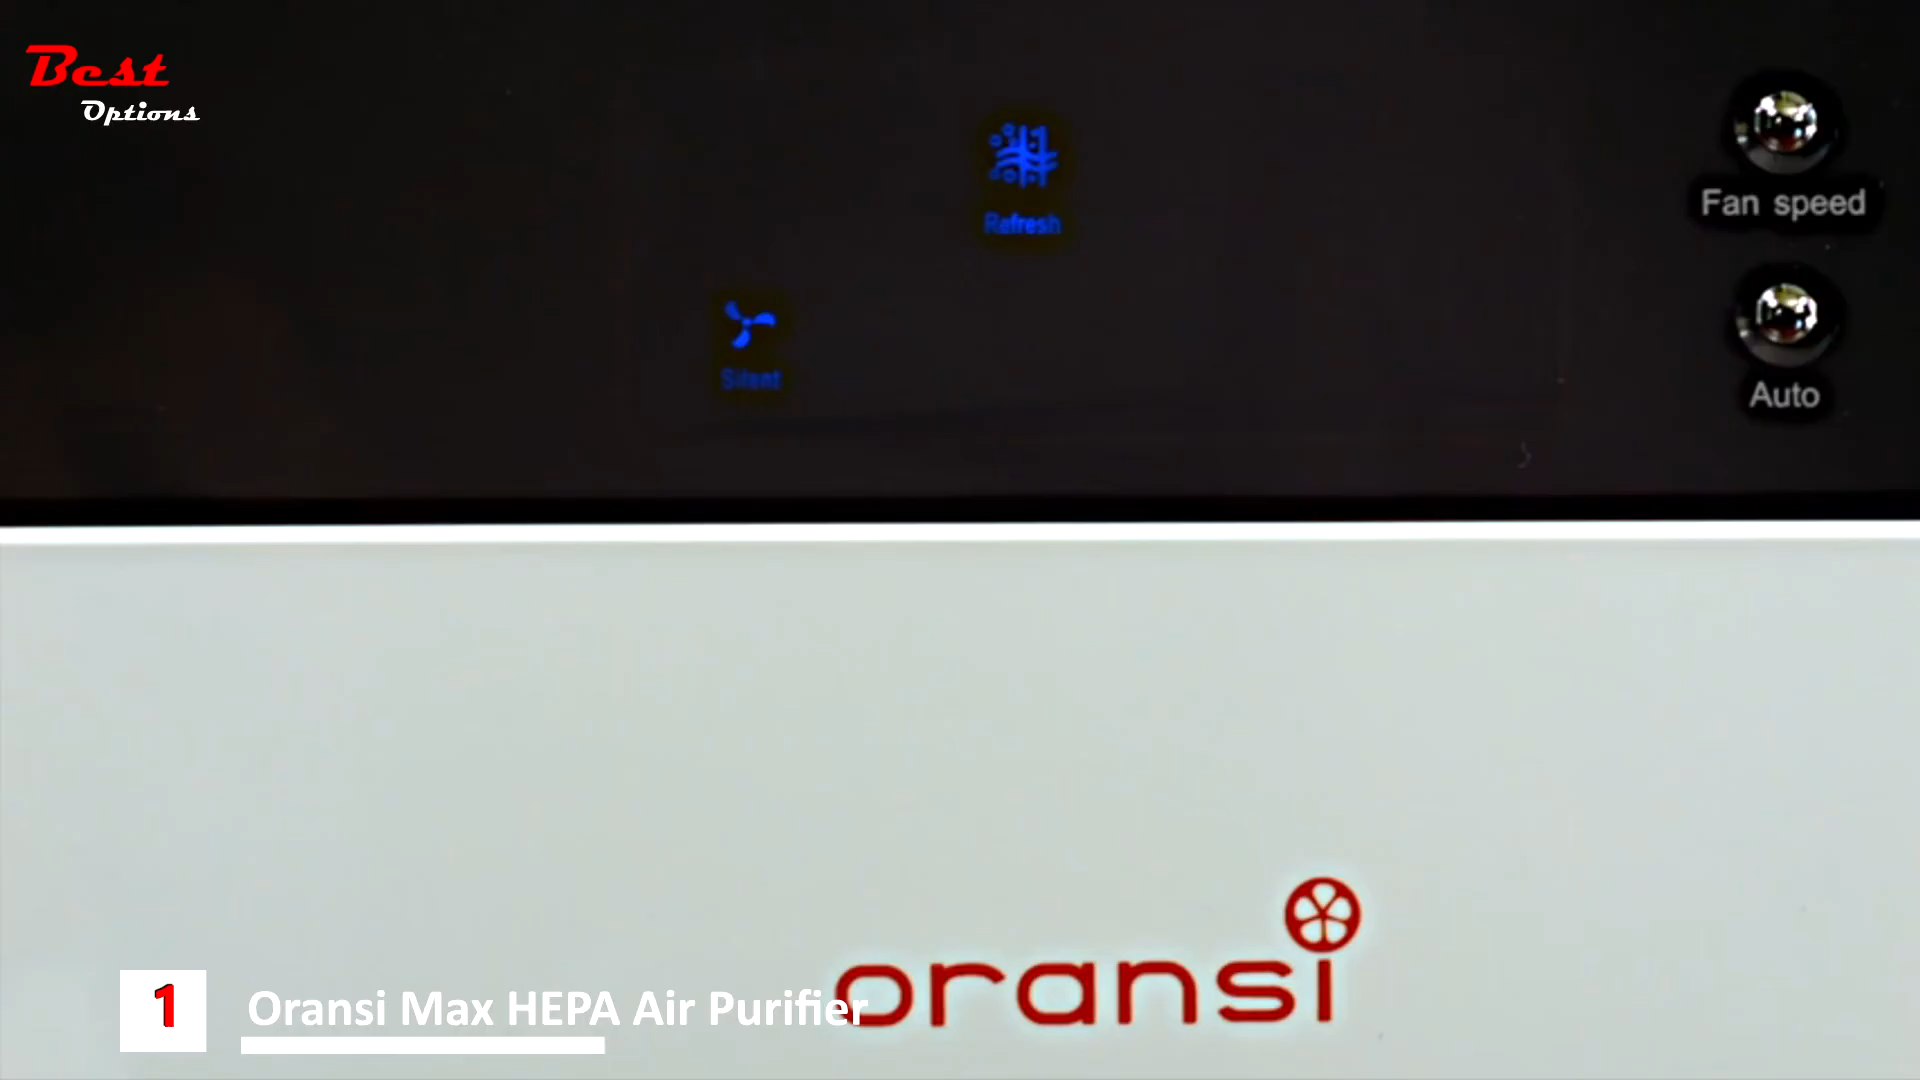 Best
Options
Refresh
Fan speed
Silent
Auto
oransi
1
Oransi Max HEPA Air Purifier